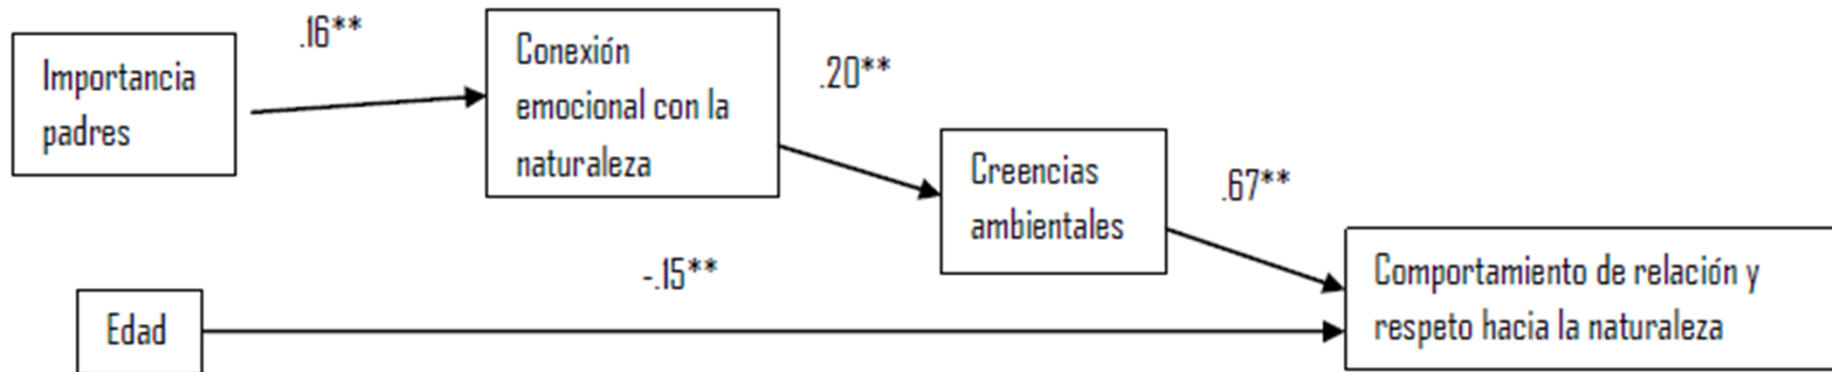 .16**
Importancia
padres
Conexión
emocional con la
naturaleza
.20**
Creencias
ambientales
.67**
-.15**
Edad
Comportamiento de relación y
respeto hacia la naturaleza